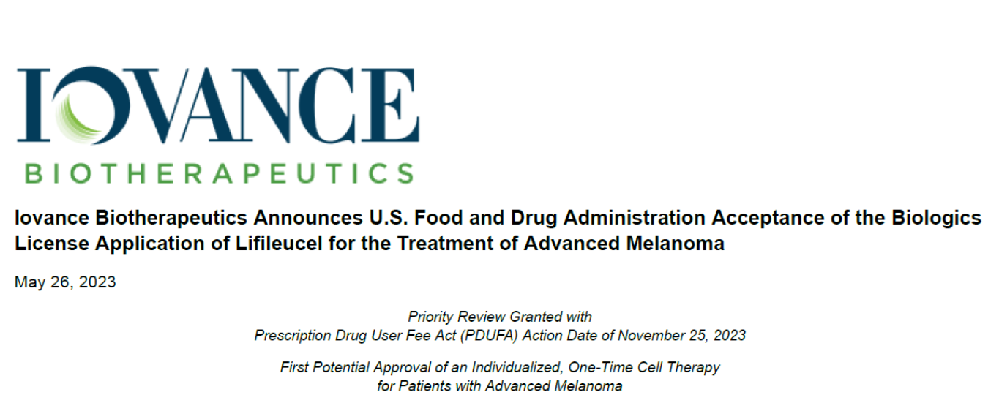 IOVANCE
BIOTHERAPEUTICS
Iovance Biotherapeutics Announces U.S. Food and Drug Administration Acceptance of the Biologics
License Application of Lifileucel for the Treatment of Advanced Melanoma
May 26, 2023
Priority Review Granted with
Prescription Drug User Fee Act (PDUFA) Action Date of November 25, 2023
First Potential Approval of an Individualized, One-Time Cell Therapy
for Patients with Advanced Melanoma